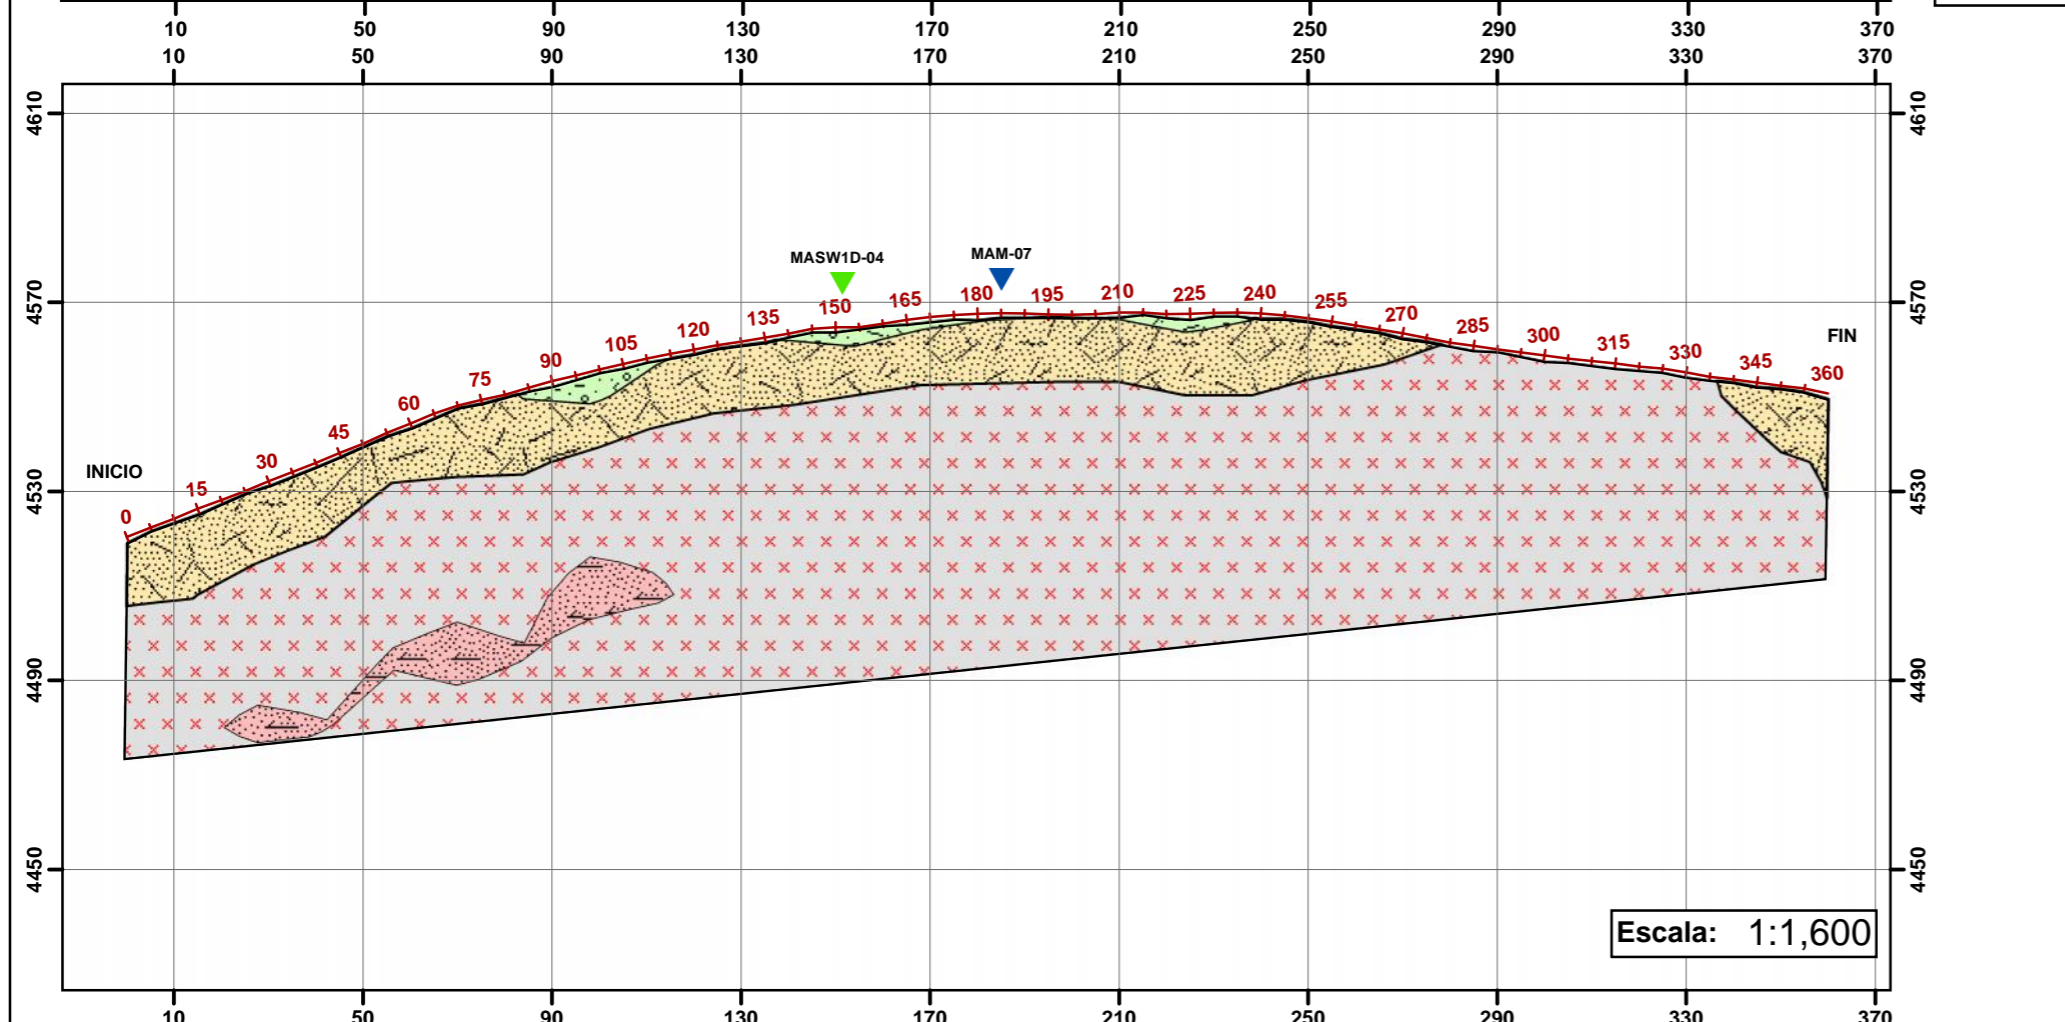 10 50 90 130 170 210 250 290 330 370
10 50 90 130 170 210 250 290 330 370
4610 4610
MASW1D-04 MAM-07
4570 4570
0 15 30 45 60 75 90 105 120 135 150 165 180 195 210 225 240 255 270 285 300 315 330 345 360
INICIO FIN
4530 4530
4490 4490
4450 4450
Escala: 1:1,600
10 50 90 130 170 210 250 290 330 370